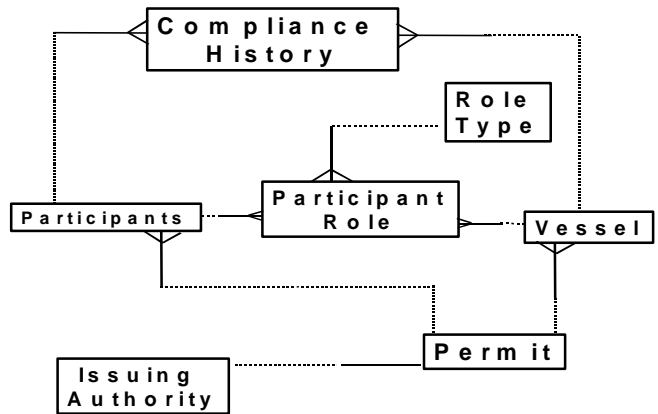 Compliance
History
Role
Type
Participant
Role
Participants
Vessel
Permit
Issuing
Authority